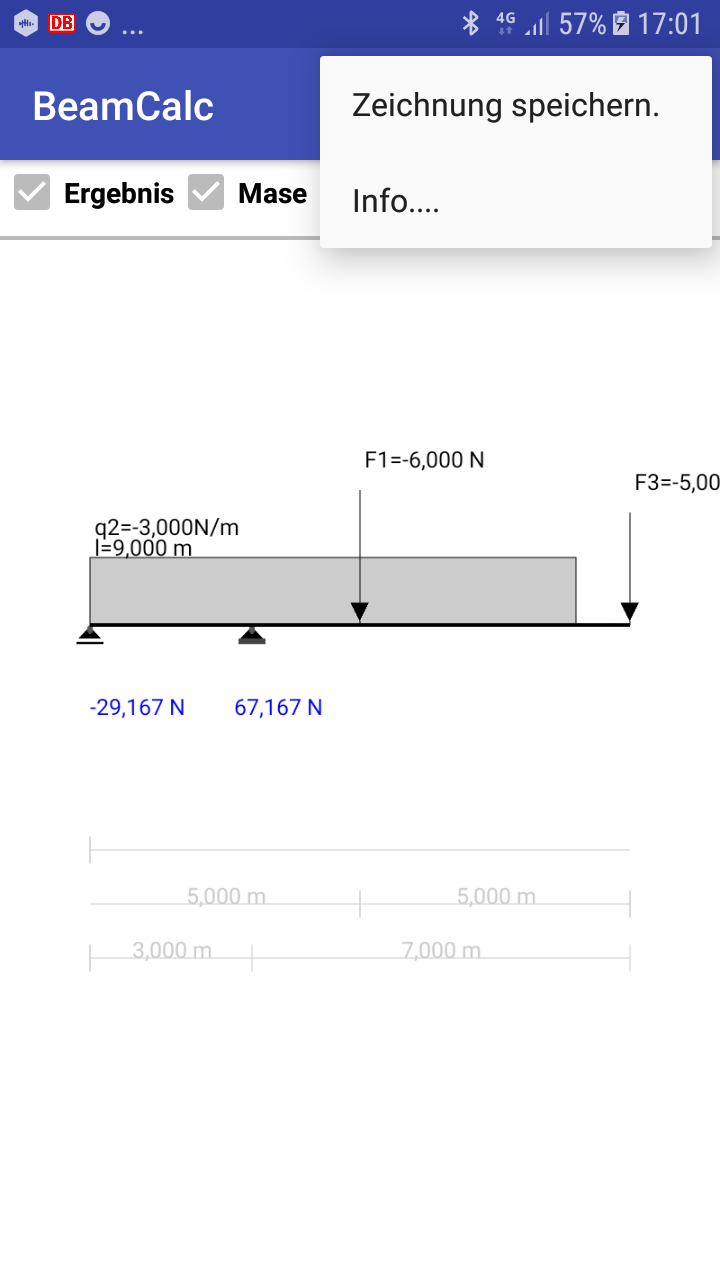 DB ... 4G 57% 17:01
BeamCalc
Zeichnung speichern.
Ergebnis Mase
Info....
F1=-6,000 N
F3=-5,00
q2=-3,000N/m
l=9,000 m
-29,167 N 67,167 N
5,000 m 5,000 m
3,000 m 7,000 m